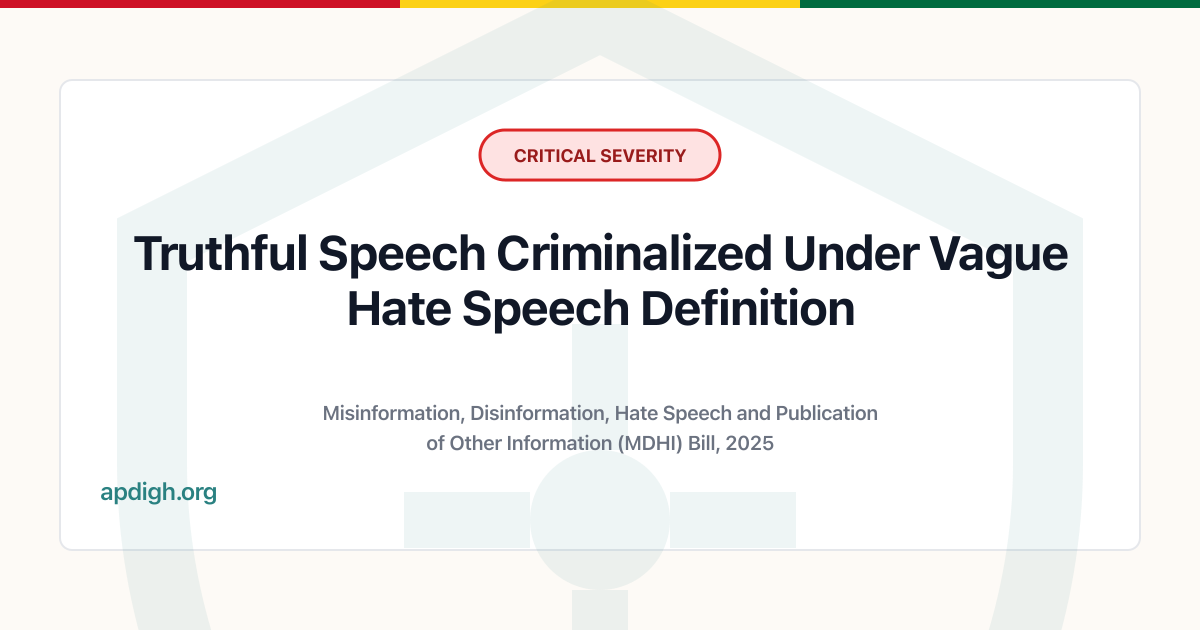 CRITICAL SEVERITY
Truthful Speech Criminalized Under Vague
Hate Speech Definition
Misinformation, Disinformation, Hate Speech and Publication
of Other Information (MDHI) Bill, 2025
apdigh.org